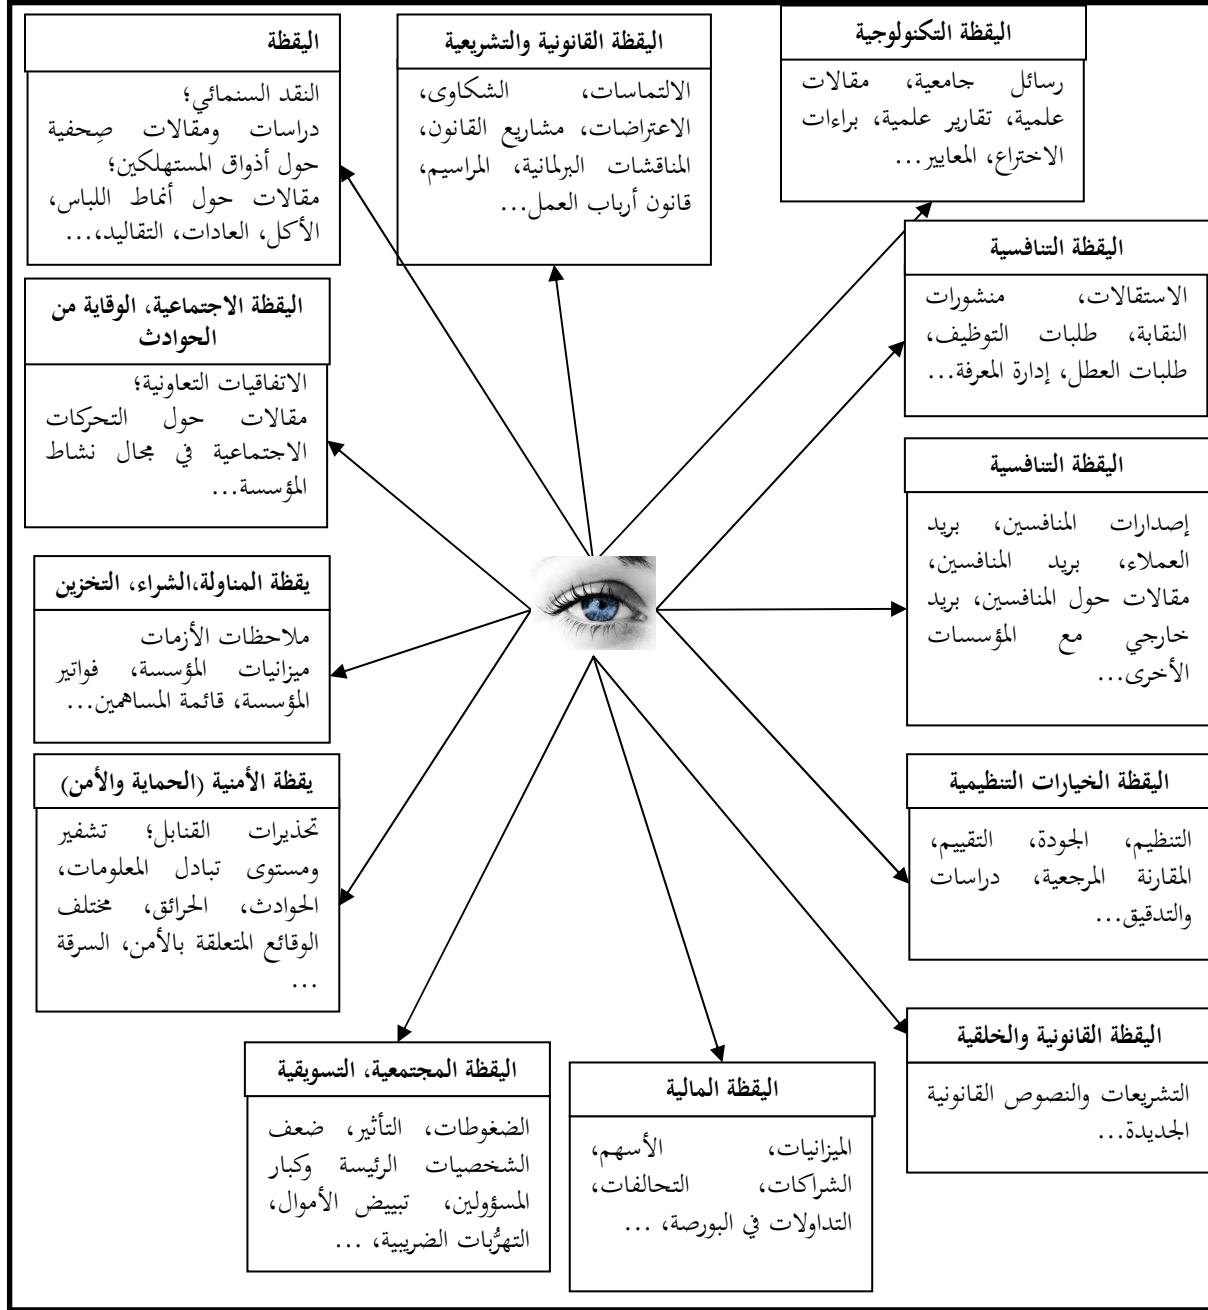 اليقظة التكنولوجية
رسائل جامعية، مقالات
علمية، تقارير علمية، براءات
الاختراع، المعايير...
اليقظة القانونية والتشريعية
الالتماسات، الشكاوى،
الاعتراضات، مشاريع القانون،
المناقشات البرلمانية، المراسيم،
قانون أرباب العمل...
اليقظة
النقد السنمائي؛
دراسات ومقالات صِحفية
حول أذواق المستهلكين؛
مقالات حول أنماط اللباس،
الأكل، العادات، التقاليد،...
اليقظة التنافسية
الاستقالات، منشورات
النقابة، طلبات التوظيف،
طلبات العطل، إدارة المعرفة...
اليقظة الاجتماعية، الوقاية من
الحوادث
الاتفاقيات التعاونية؛
مقالات حول التحركات
الاجتماعية في مجال نشاط
المؤسسة...
اليقظة التنافسية
إصدارات المنافسين، بريد
العملاء، بريد المنافسين،
مقالات حول المنافسين، بريد
خارجي مع المؤسسات
الأخرى...
يقظة المناولة،الشراء، التخزين
ملاحظات الأزمات
ميزانيات المؤسسة، فواتير
المؤسسة، قائمة المساهمين...
اليقظة الخيارات التنظيمية
التنظيم، الجودة، التقييم،
المقارنة المرجعية، دراسات
والتدقيق...
يقظة الأمنية (الحماية والأمن)
تحذيرات القنابل؛ تشفير
ومستوى تبادل المعلومات،
الحوادث، الحرائق، مختلف
الوقائع المتعلقة بالأمن، السرقة
...
اليقظة القانونية والخلقية
التشريعات والنصوص القانونية
الجديدة...
اليقظة المالية
الميزانيات، الأسهم،
الشراكات، التحالفات،
التداولات في البورصة، ...
اليقظة المجتمعية، التسويقية
الضغوطات، التأثير، ضعف
الشخصيات الرئيسة وكبار
المسؤولين، تبييض الأموال،
التهرُّبات الضريبية، ...